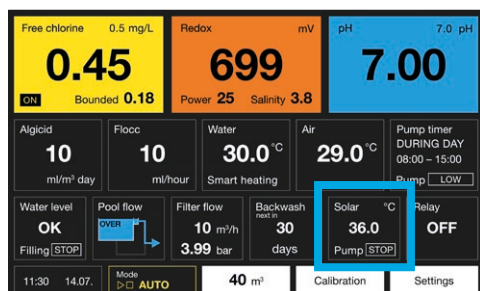 Free chlorine 0.5 mg/L
0.45
ON Bounded 0.18
Redox mV
699
Power 25 Salinity 3.8
pH 7.0 pH
7.00
Algicid
10
ml/m³ day
Flocc
10
ml/hour
Water
30.0 °C
Smart heating
Air
29.0 °C
Pump timer
DURING DAY
08:00 – 15:00
Pump LOW
Water level
OK
Filling STOP
Pool flow
OVER
Filter flow
10 m³/h
3.99 bar
Backwash
next in
30
days
Solar °C
36.0
Pump STOP
Relay
OFF
11:30 14.07.
Mode
AUTO
40 m³
Calibration
Settings